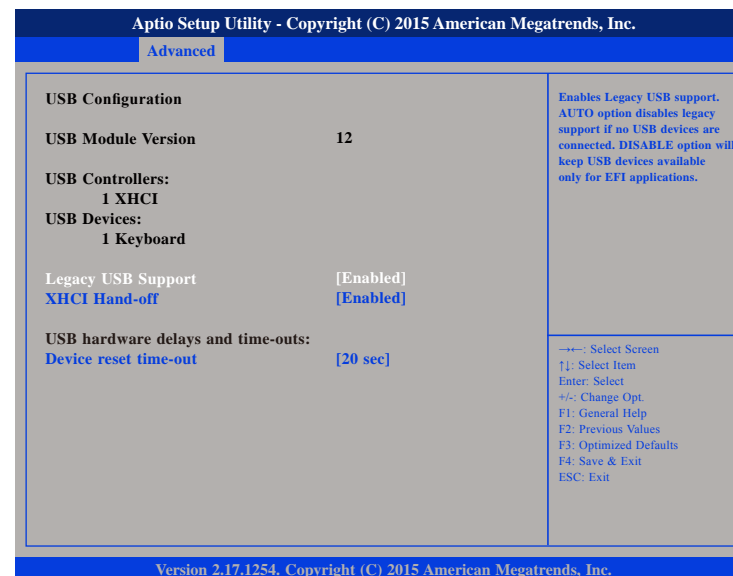 Aptio Setup Utility - Copyright (C) 2015 American Megatrends, Inc.
Advanced
USB Configuration
USB Module Version 12
USB Controllers:
1 XHCI
USB Devices:
1 Keyboard
Legacy USB Support [Enabled]
XHCI Hand-off [Enabled]
USB hardware delays and time-outs:
Device reset time-out [20 sec]
Enables Legacy USB support.
AUTO option disables legacy
support if no USB devices are
connected. DISABLE option will
keep USB devices available
only for EFI applications.
→←: Select Screen
↑↓: Select Item
Enter: Select
+/-: Change Opt.
F1: General Help
F2: Previous Values
F3: Optimized Defaults
F4: Save & Exit
ESC: Exit
Version 2.17.1254. Copyright (C) 2015 American Megatrends, Inc.